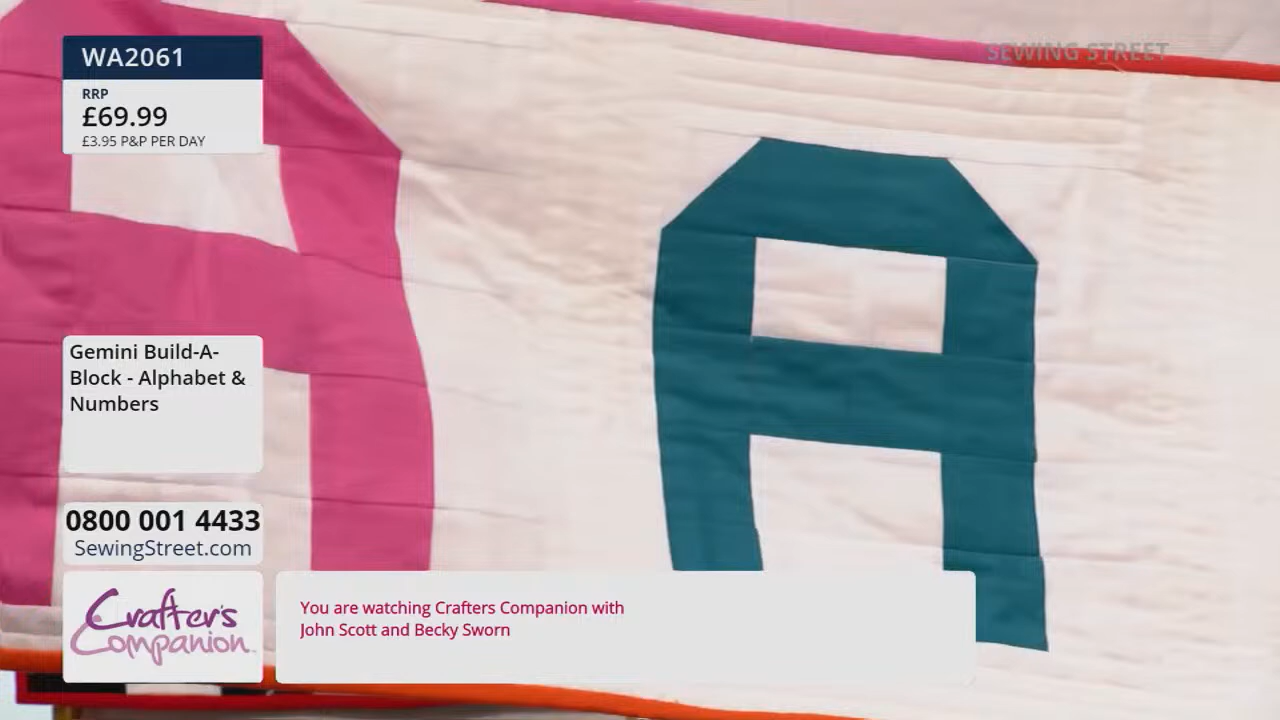 WA2061
RRP
£69.99
£3.95 P&P PER DAY
SEWING STREET
A
Gemini Build-A-
Block - Alphabet &
Numbers
0800 001 4433
SewingStreet.com
Crafter's
Companion
You are watching Crafters Companion with
John Scott and Becky Sworn